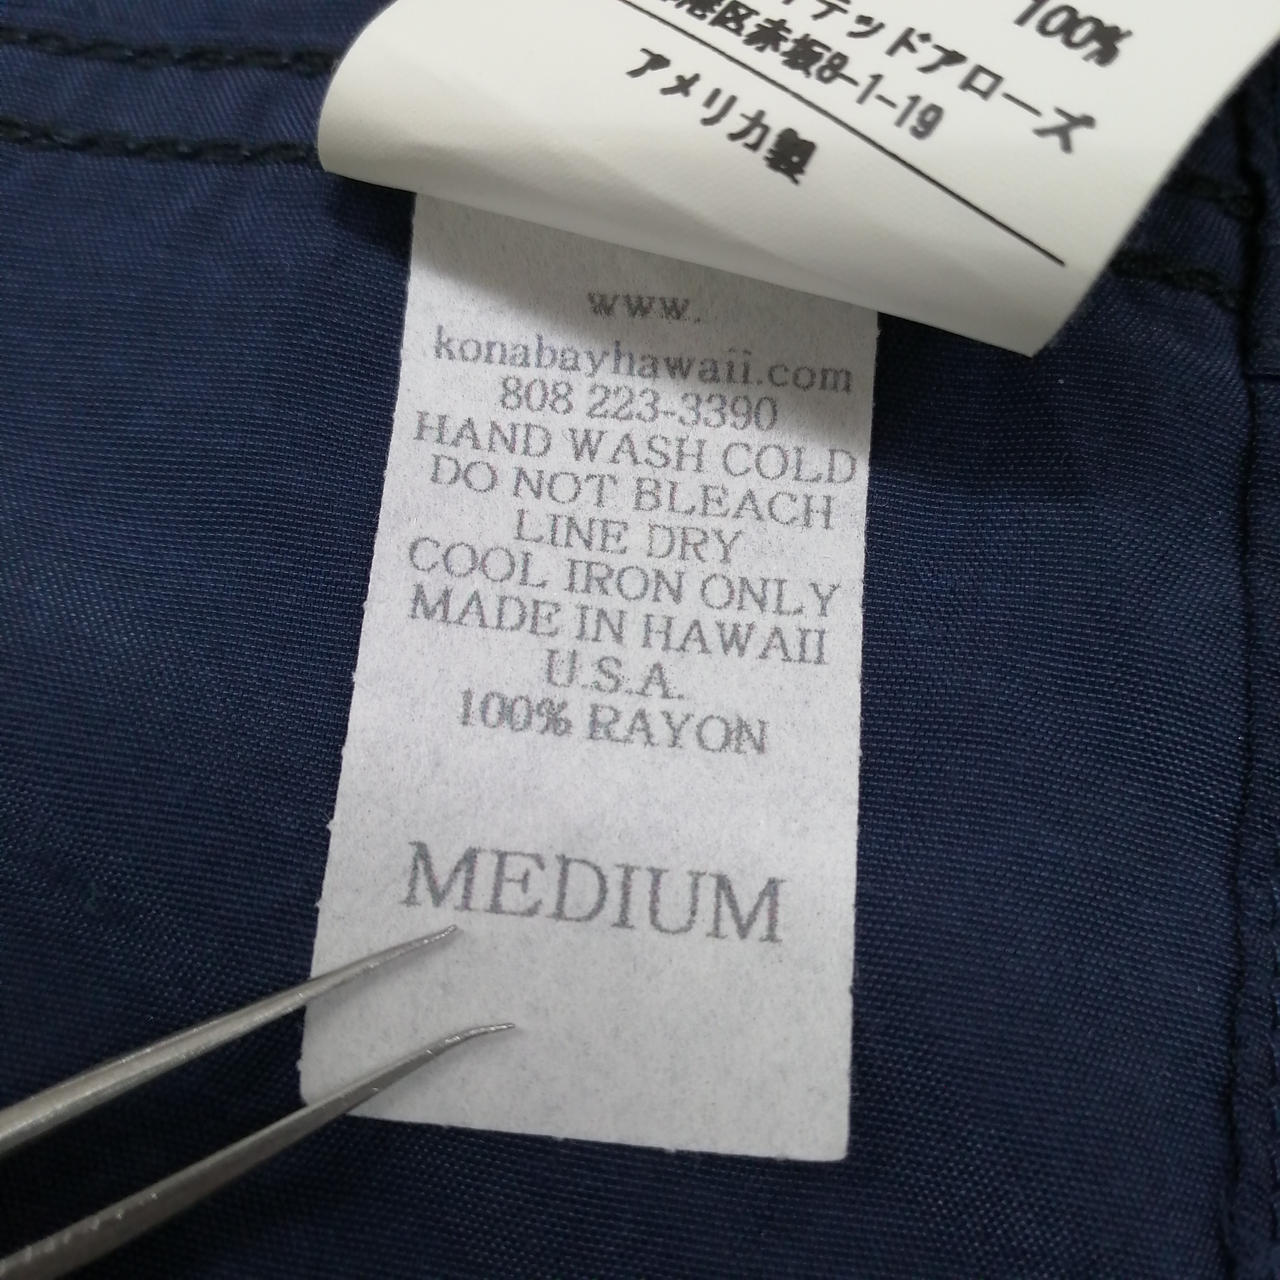 100%
イテッドアローズ
港区赤坂8-1-19
アメリカ製
www.
konabayhawaii.com
808 223-3390
HAND WASH COLD
DO NOT BLEACH
LINE DRY
COOL IRON ONLY
MADE IN HAWAII
U.S.A.
100% RAYON
MEDIUM